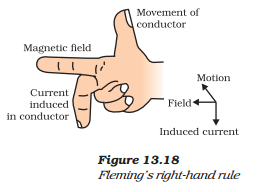 Movement of
conductor
Magnetic field
Current
induced
in conductor
Motion
Field
Induced current
Figure 13.18
Fleming's right-hand rule